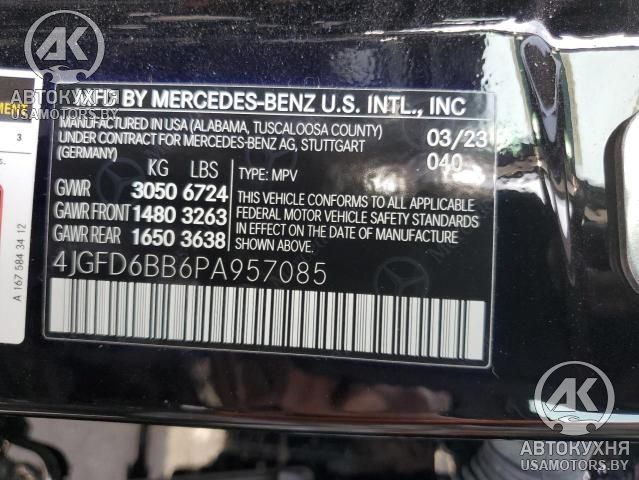 АК
АВТОКУХНЯ
USAMOTORS.BY
MFD BY MERCEDES-BENZ U.S. INTL., INC
MANUFACTURED IN USA (ALABAMA, TUSCALOOSA COUNTY)
UNDER CONTRACT FOR MERCEDES-BENZ AG, STUTTGART
(GERMANY)
03/23
040
KG LBS
GVWR 3050 6724
GAWR FRONT 1480 3263
GAWR REAR 1650 3638
TYPE: MPV
THIS VEHICLE CONFORMS TO ALL APPLICABLE
FEDERAL MOTOR VEHICLE SAFETY STANDARDS
IN EFFECT ON THE DATE OF MANUFACTURE
SHOWN ABOVE.
4JGFD6BB6PA957085
3
A 167 584 34 12
АК
АВТОКУХНЯ
USAMOTORS.BY